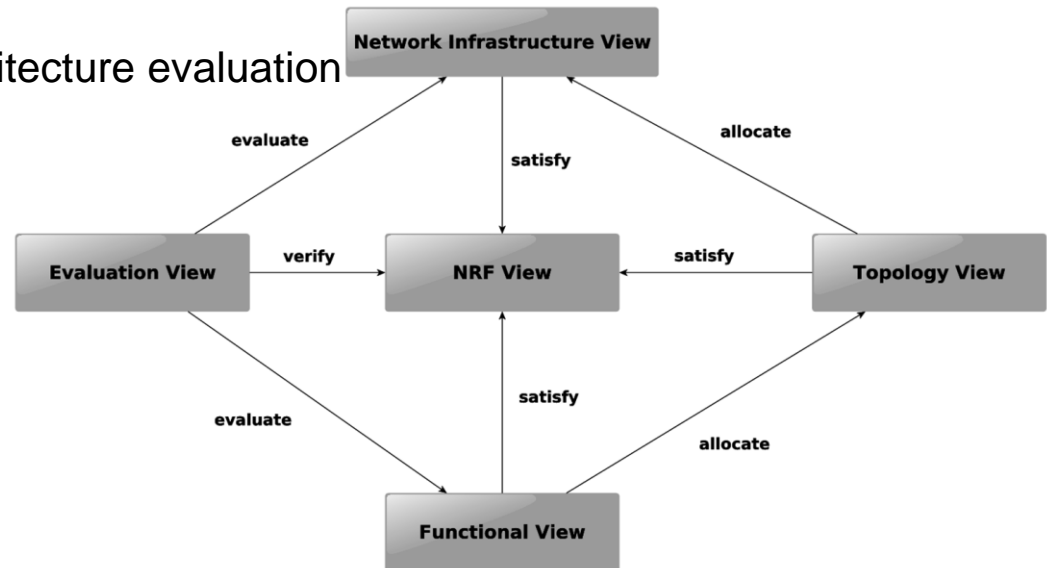 Network Infrastructure View
itecture evaluation
evaluate
allocate
satisfy
Evaluation View
verify
NRF View
satisfy
Topology View
evaluate
satisfy
allocate
Functional View